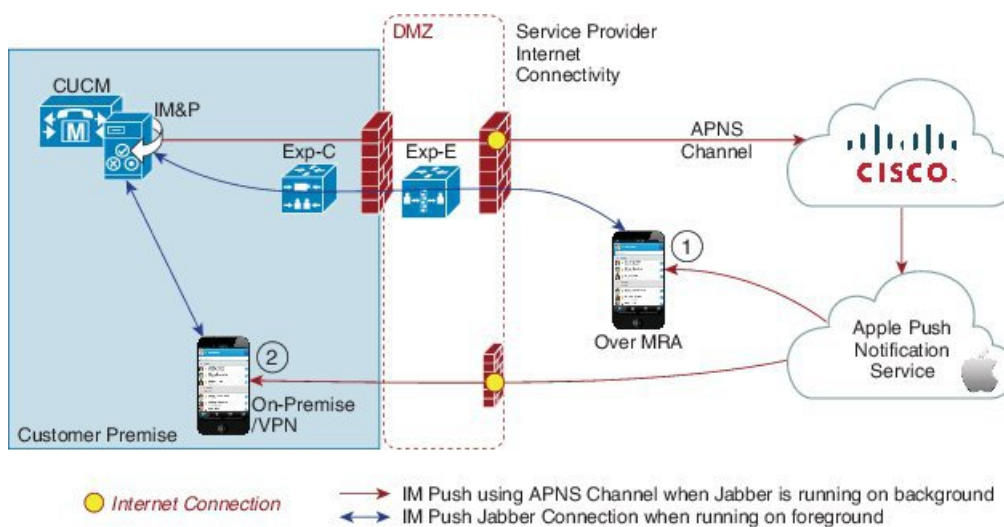 DMZ
Service Provider
Internet
Connectivity
CUCM
IM&P
M
Exp-C
Exp-E
APNS
Channel
CISCO
1
Over MRA
Apple Push
Notification
Service
2
On-Premise
/VPN
Customer Premise
Internet Connection
IM Push using APNS Channel when Jabber is running on background
IM Push Jabber Connection when running on foreground